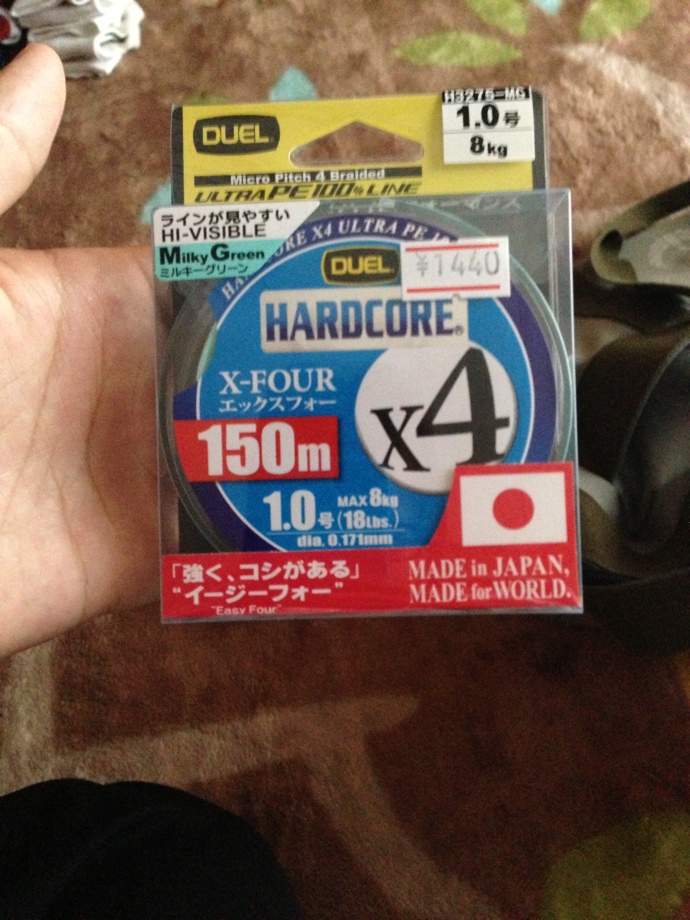 H3275-MG
DUEL
1.0号
8kg
Micro Pitch 4 Braided
ULTRA PE 100% LINE
ラインが見やすい
HI-VISIBLE
Milky Green
ミルキーグリーン
CORE X4 ULTRA PE
DUEL
¥1440
HARDCORE®
X-FOUR
エックスフォー
X4
150m
1.0号 MAX 8kg (18Lbs.)
dia. 0.171mm
「強く、コシがある」
"イージーフォー"
"Easy Four"
MADE in JAPAN,
MADE for WORLD.